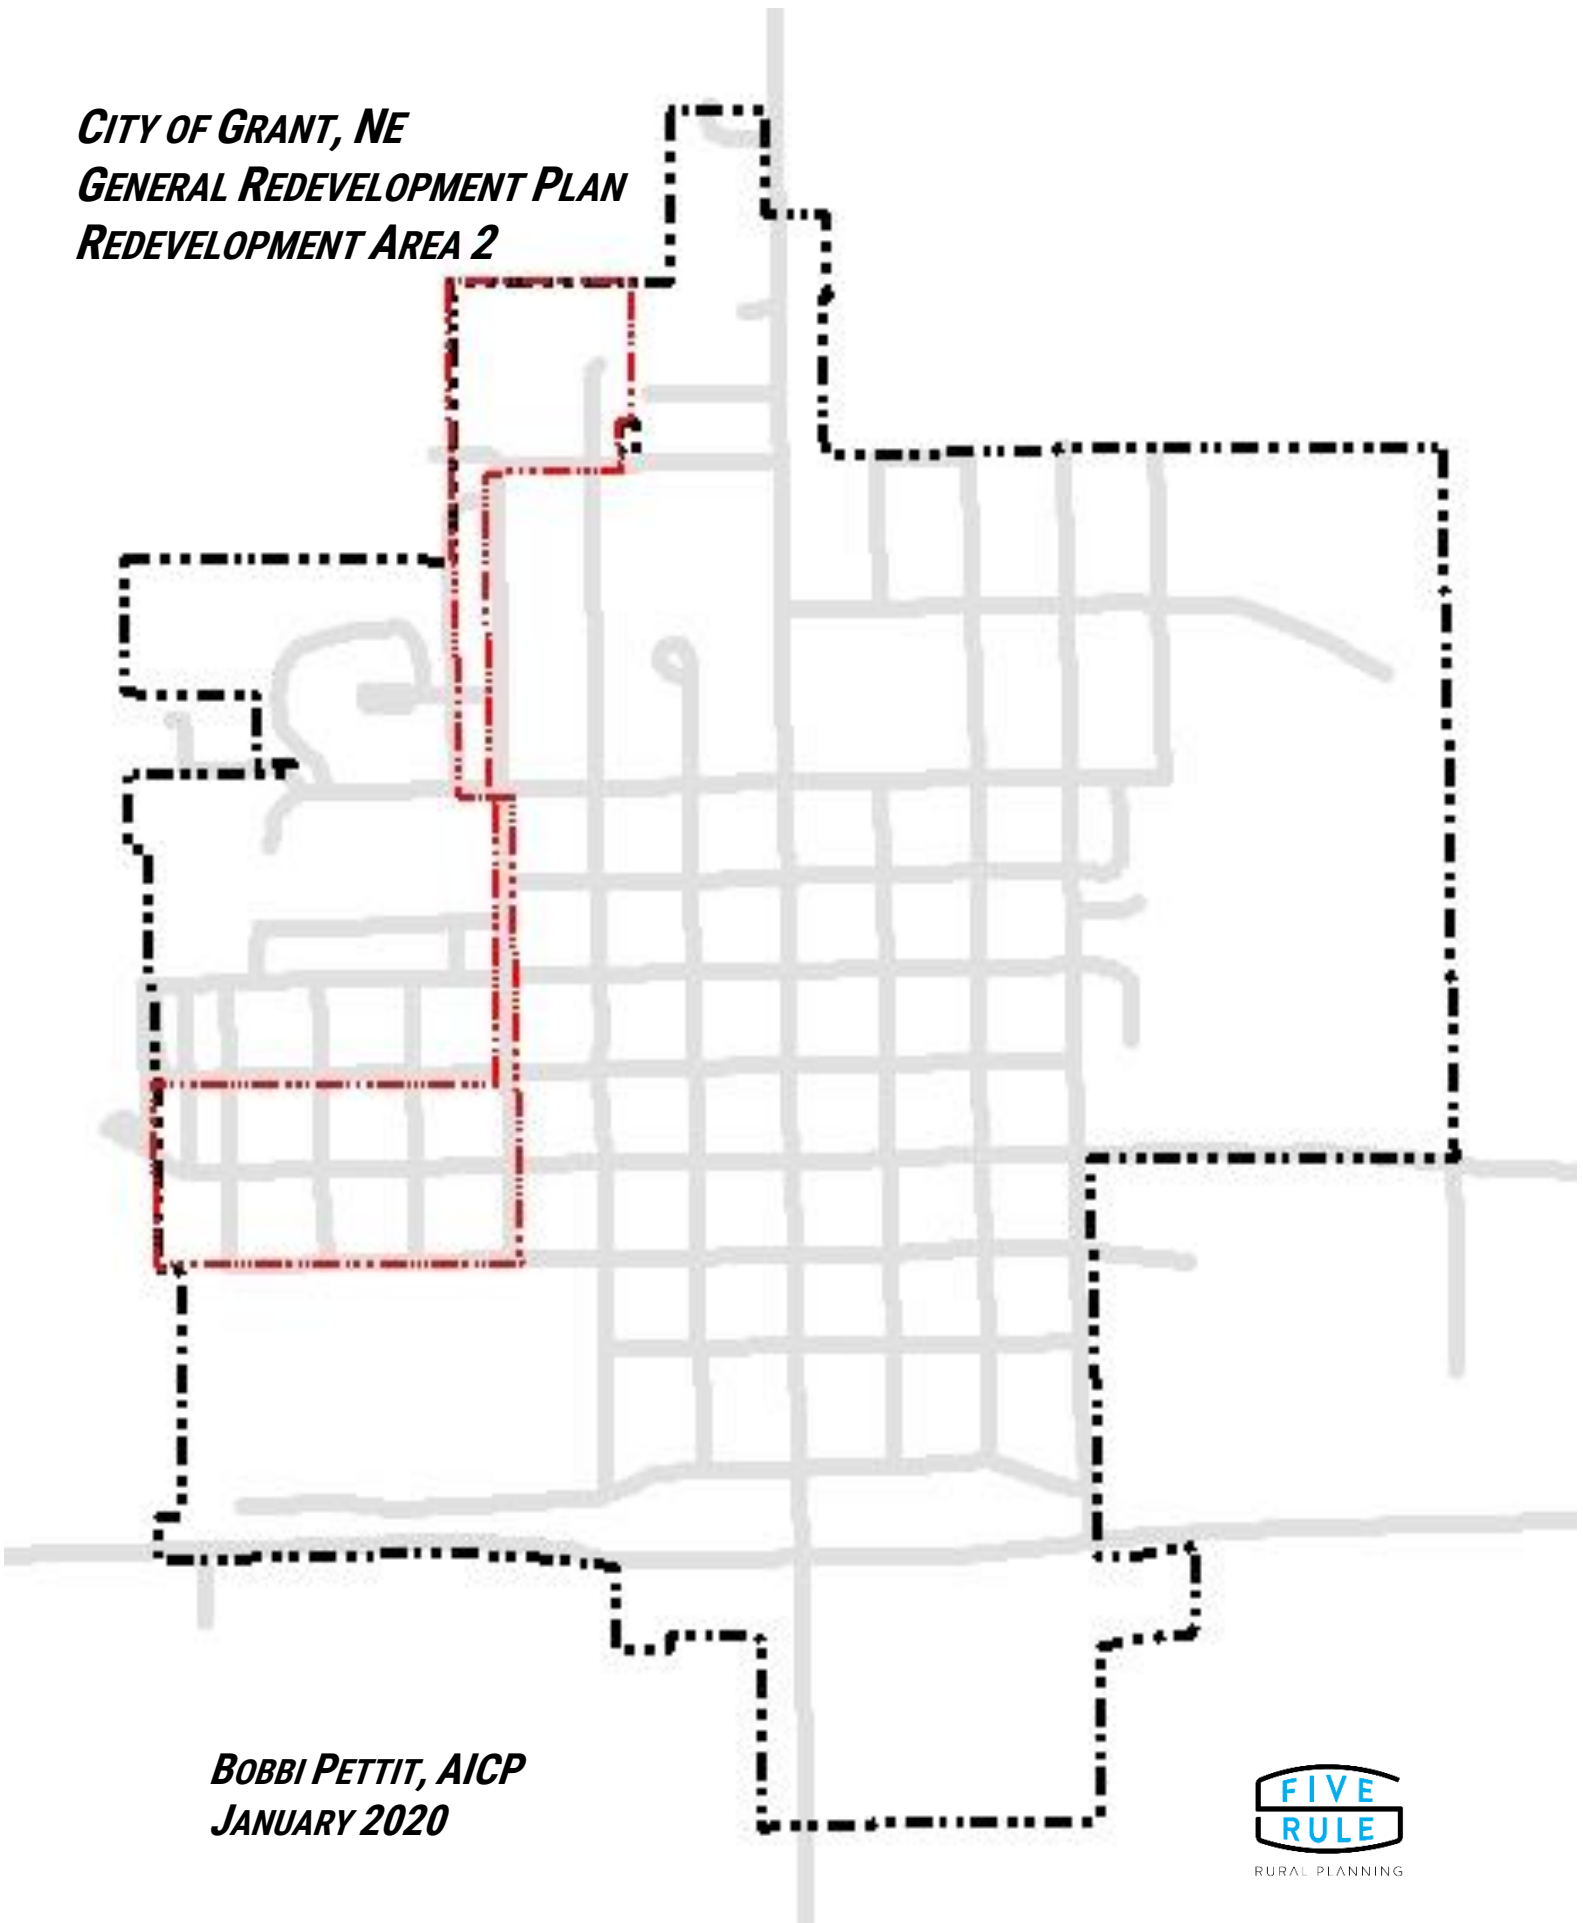 CITY OF GRANT, NE
GENERAL REDEVELOPMENT PLAN
REDEVELOPMENT AREA 2
BOBBI PETTIT, AICP
JANUARY 2020
FIVE
RULE
RURAL PLANNING